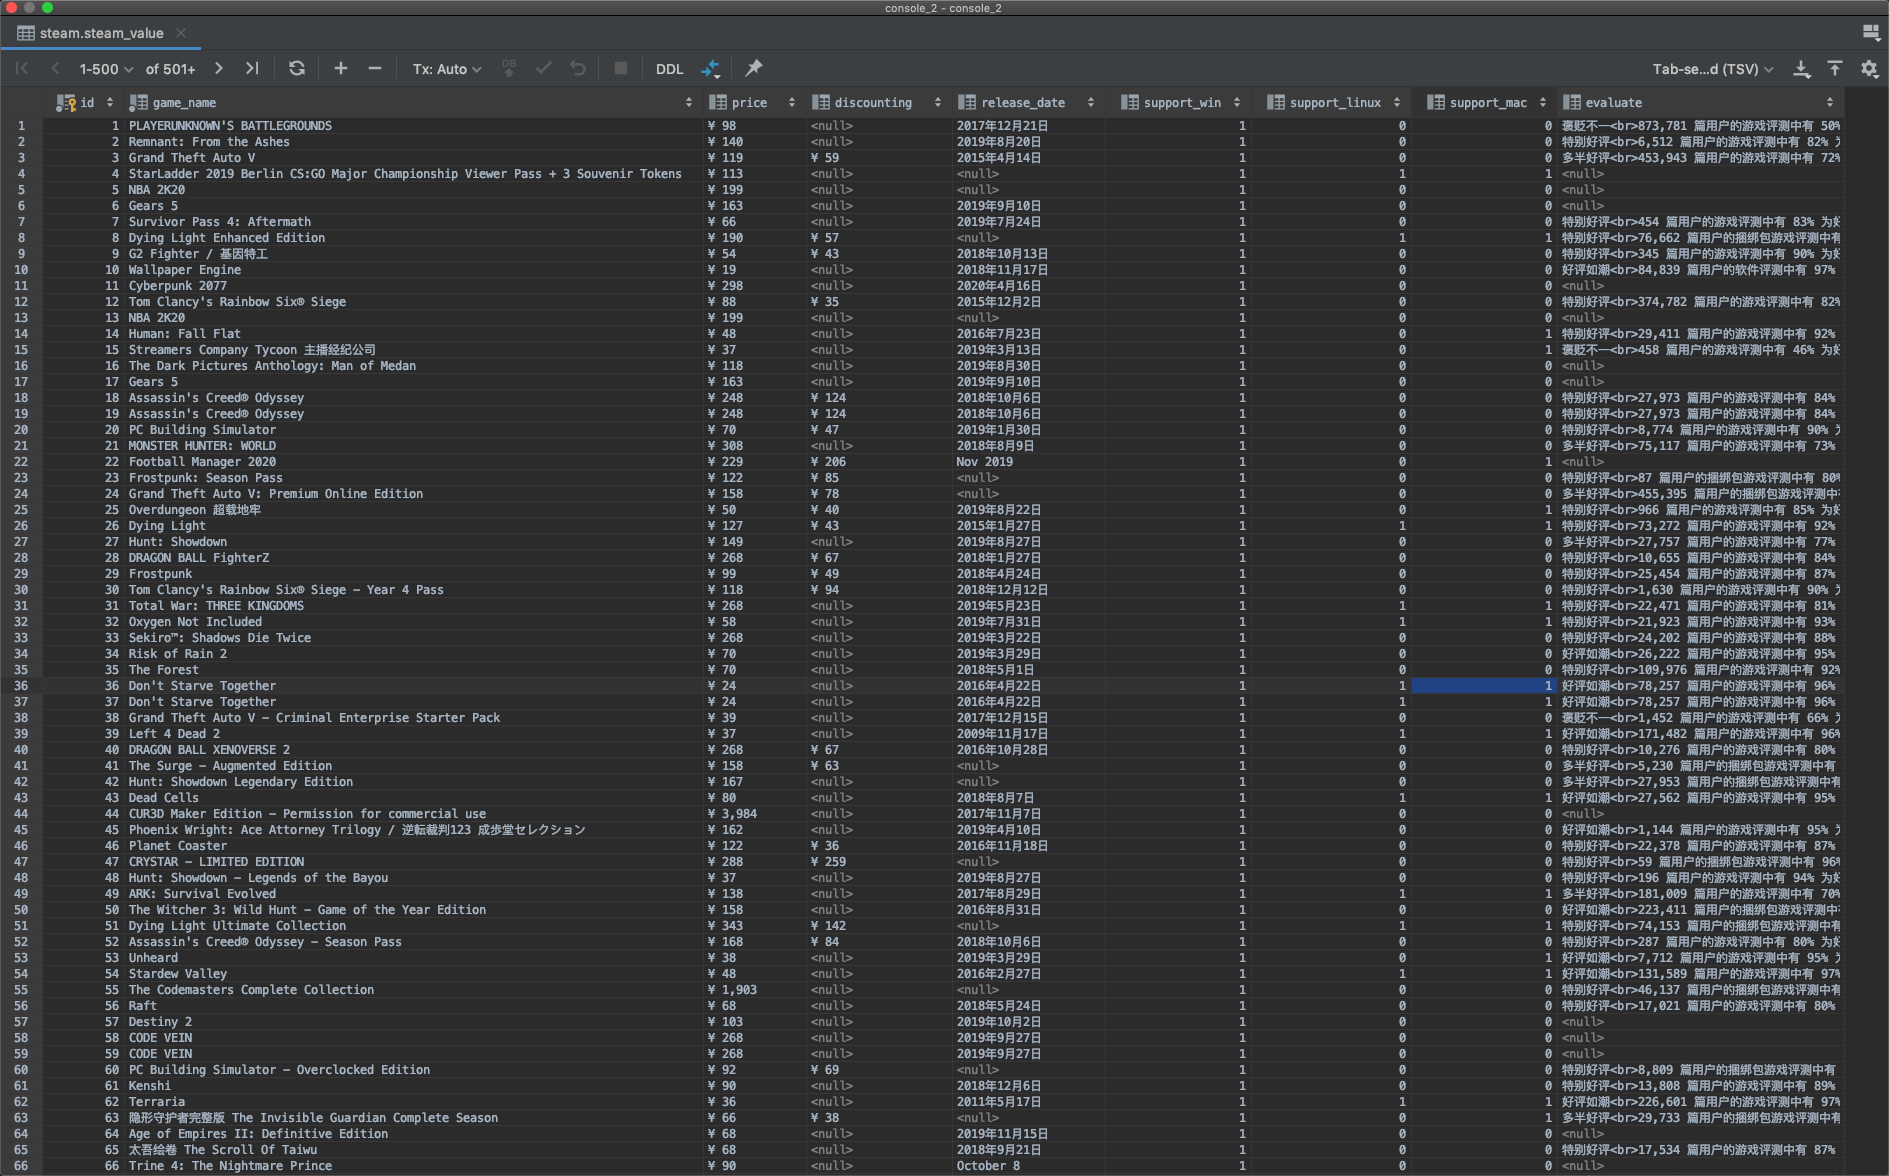 console_2 - console_2
steam.steam_value
1-500 of 501+ Tx: Auto DB DDL Tab-se...d (TSV)
id game_name price discounting release_date support_win support_linux support_mac evaluate
1 1 PLAYERUNKNOWN'S BATTLEGROUNDS ¥ 98 <null> 2017年12月21日 1 0 0 褒贬不一<br>873,781 篇用户的游戏评测中有 50%
2 2 Remnant: From the Ashes ¥ 140 <null> 2019年8月20日 1 0 0 特别好评<br>6,512 篇用户的游戏评测中有 82%
3 3 Grand Theft Auto V ¥ 119 ¥ 59 2015年4月14日 1 0 0 多半好评<br>453,943 篇用户的游戏评测中有 72%
4 4 StarLadder 2019 Berlin CS:GO Major Championship Viewer Pass + 3 Souvenir Tokens ¥ 113 <null> <null> 1 1 1 <null>
5 5 NBA 2K20 ¥ 199 <null> <null> 1 0 0 <null>
6 6 Gears 5 ¥ 163 <null> 2019年9月10日 1 0 0 <null>
7 7 Survivor Pass 4: Aftermath ¥ 66 <null> 2019年7月24日 1 0 0 特别好评<br>454 篇用户的游戏评测中有 83% 为好
8 8 Dying Light Enhanced Edition ¥ 190 ¥ 57 <null> 1 1 1 特别好评<br>76,662 篇用户的捆绑包游戏评测中有
9 9 G2 Fighter / 基因特工 ¥ 54 ¥ 43 2018年10月13日 1 0 0 特别好评<br>345 篇用户的游戏评测中有 90% 为好
10 10 Wallpaper Engine ¥ 19 <null> 2018年11月17日 1 0 0 好评如潮<br>84,839 篇用户的软件评测中有 97%
11 11 Cyberpunk 2077 ¥ 298 <null> 2020年4月16日 1 0 0 <null>
12 12 Tom Clancy's Rainbow Six® Siege ¥ 88 ¥ 35 2015年12月2日 1 0 0 特别好评<br>374,782 篇用户的游戏评测中有 82%
13 13 NBA 2K20 ¥ 199 <null> <null> 1 0 0 <null>
14 14 Human: Fall Flat ¥ 48 <null> 2016年7月23日 1 0 1 特别好评<br>29,411 篇用户的游戏评测中有 92%
15 15 Streamers Company Tycoon 主播经纪公司 ¥ 37 <null> 2019年3月13日 1 0 1 褒贬不一<br>458 篇用户的游戏评测中有 46% 为好
16 16 The Dark Pictures Anthology: Man of Medan ¥ 118 <null> 2019年8月30日 1 0 0 <null>
17 17 Gears 5 ¥ 163 <null> 2019年9月10日 1 0 0 <null>
18 18 Assassin's Creed® Odyssey ¥ 248 ¥ 124 2018年10月6日 1 0 0 特别好评<br>27,973 篇用户的游戏评测中有 84%
19 19 Assassin's Creed® Odyssey ¥ 248 ¥ 124 2018年10月6日 1 0 0 特别好评<br>27,973 篇用户的游戏评测中有 84%
20 20 PC Building Simulator ¥ 70 ¥ 47 2019年1月30日 1 0 0 特别好评<br>8,774 篇用户的游戏评测中有 90%
21 21 MONSTER HUNTER: WORLD ¥ 308 <null> 2018年8月9日 1 0 0 多半好评<br>75,117 篇用户的游戏评测中有 73%
22 22 Football Manager 2020 ¥ 229 ¥ 206 Nov 2019 1 0 1 <null>
23 23 Frostpunk: Season Pass ¥ 122 ¥ 85 <null> 1 0 0 特别好评<br>87 篇用户的捆绑包游戏评测中有 80%
24 24 Grand Theft Auto V: Premium Online Edition ¥ 158 ¥ 78 <null> 1 0 0 多半好评<br>455,395 篇用户的捆绑包游戏评测中
25 25 Overdungeon 超载地牢 ¥ 50 ¥ 40 2019年8月22日 1 0 1 特别好评<br>966 篇用户的游戏评测中有 85% 为好
26 26 Dying Light ¥ 127 ¥ 43 2015年1月27日 1 1 1 特别好评<br>73,272 篇用户的游戏评测中有 92%
27 27 Hunt: Showdown ¥ 149 <null> 2019年8月27日 1 0 0 多半好评<br>27,757 篇用户的游戏评测中有 77%
28 28 DRAGON BALL FighterZ ¥ 268 ¥ 67 2018年1月27日 1 0 0 特别好评<br>10,655 篇用户的游戏评测中有 84%
29 29 Frostpunk ¥ 99 ¥ 49 2018年4月24日 1 0 0 特别好评<br>25,454 篇用户的游戏评测中有 87%
30 30 Tom Clancy's Rainbow Six® Siege - Year 4 Pass ¥ 118 ¥ 94 2018年12月12日 1 0 0 特别好评<br>1,630 篇用户的游戏评测中有 90%
31 31 Total War: THREE KINGDOMS ¥ 268 <null> 2019年5月23日 1 1 1 特别好评<br>22,471 篇用户的游戏评测中有 81%
32 32 Oxygen Not Included ¥ 58 <null> 2019年7月31日 1 1 1 特别好评<br>21,923 篇用户的游戏评测中有 93%
33 33 Sekiro™: Shadows Die Twice ¥ 268 <null> 2019年3月22日 1 0 0 特别好评<br>24,202 篇用户的游戏评测中有 88%
34 34 Risk of Rain 2 ¥ 70 <null> 2019年3月29日 1 0 0 好评如潮<br>26,222 篇用户的游戏评测中有 95%
35 35 The Forest ¥ 70 <null> 2018年5月1日 1 0 0 特别好评<br>109,976 篇用户的游戏评测中有 92%
36 36 Don't Starve Together ¥ 24 <null> 2016年4月22日 1 1 1 好评如潮<br>78,257 篇用户的游戏评测中有 96%
37 37 Don't Starve Together ¥ 24 <null> 2016年4月22日 1 1 1 好评如潮<br>78,257 篇用户的游戏评测中有 96%
38 38 Grand Theft Auto V - Criminal Enterprise Starter Pack ¥ 39 <null> 2017年12月15日 1 0 0 褒贬不一<br>1,452 篇用户的游戏评测中有 66%
39 39 Left 4 Dead 2 ¥ 37 <null> 2009年11月17日 1 1 1 好评如潮<br>171,482 篇用户的游戏评测中有 96%
40 40 DRAGON BALL XENOVERSE 2 ¥ 268 ¥ 67 2016年10月28日 1 0 0 特别好评<br>10,276 篇用户的游戏评测中有 80%
41 41 The Surge - Augmented Edition ¥ 158 ¥ 63 <null> 1 0 0 多半好评<br>5,230 篇用户的捆绑包游戏评测中有
42 42 Hunt: Showdown Legendary Edition ¥ 167 <null> <null> 1 0 0 多半好评<br>27,953 篇用户的捆绑包游戏评测中有
43 43 Dead Cells ¥ 80 <null> 2018年8月7日 1 1 1 好评如潮<br>27,562 篇用户的游戏评测中有 95%
44 44 CUR3D Maker Edition - Permission for commercial use ¥ 3,984 <null> 2017年11月7日 1 0 0 <null>
45 45 Phoenix Wright: Ace Attorney Trilogy / 逆転裁判123 成歩堂セレクション ¥ 162 <null> 2019年4月10日 1 0 0 好评如潮<br>1,144 篇用户的游戏评测中有 95%
46 46 Planet Coaster ¥ 122 ¥ 36 2016年11月18日 1 0 0 特别好评<br>22,378 篇用户的游戏评测中有 87%
47 47 CRYSTAR - LIMITED EDITION ¥ 288 ¥ 259 <null> 1 0 0 特别好评<br>59 篇用户的捆绑包游戏评测中有 96%
48 48 Hunt: Showdown - Legends of the Bayou ¥ 37 <null> 2019年8月27日 1 0 0 特别好评<br>196 篇用户的游戏评测中有 94% 为好
49 49 ARK: Survival Evolved ¥ 138 <null> 2017年8月29日 1 1 1 多半好评<br>181,009 篇用户的游戏评测中有 70%
50 50 The Witcher 3: Wild Hunt - Game of the Year Edition ¥ 158 <null> 2016年8月31日 1 0 0 好评如潮<br>223,411 篇用户的捆绑包游戏评测中
51 51 Dying Light Ultimate Collection ¥ 343 ¥ 142 <null> 1 1 1 特别好评<br>74,153 篇用户的捆绑包游戏评测中有
52 52 Assassin's Creed® Odyssey - Season Pass ¥ 168 ¥ 84 2018年10月6日 1 0 0 特别好评<br>287 篇用户的游戏评测中有 80% 为好
53 53 Unheard ¥ 38 <null> 2019年3月29日 1 0 1 好评如潮<br>7,712 篇用户的游戏评测中有 95%
54 54 Stardew Valley ¥ 48 <null> 2016年2月27日 1 1 1 好评如潮<br>131,589 篇用户的游戏评测中有 97%
55 55 The Codemasters Complete Collection ¥ 1,903 <null> <null> 1 0 0 特别好评<br>46,137 篇用户的捆绑包游戏评测中有
56 56 Raft ¥ 68 <null> 2018年5月24日 1 0 0 特别好评<br>17,021 篇用户的游戏评测中有 80%
57 57 Destiny 2 ¥ 103 <null> 2019年10月2日 1 0 0 <null>
58 58 CODE VEIN ¥ 268 <null> 2019年9月27日 1 0 0 <null>
59 59 CODE VEIN ¥ 268 <null> 2019年9月27日 1 0 0 <null>
60 60 PC Building Simulator - Overclocked Edition ¥ 92 ¥ 69 <null> 1 0 0 特别好评<br>8,809 篇用户的捆绑包游戏评测中有
61 61 Kenshi ¥ 90 <null> 2018年12月6日 1 0 0 特别好评<br>13,808 篇用户的游戏评测中有 89%
62 62 Terraria ¥ 36 <null> 2011年5月17日 1 1 1 好评如潮<br>226,601 篇用户的游戏评测中有 97%
63 63 隐形守护者完整版 The Invisible Guardian Complete Season ¥ 66 ¥ 38 <null> 1 0 1 多半好评<br>29,733 篇用户的捆绑包游戏评测中有
64 64 Age of Empires II: Definitive Edition ¥ 68 <null> 2019年11月15日 1 0 0 <null>
65 65 太吾绘卷 The Scroll Of Taiwu ¥ 68 <null> 2018年9月21日 1 0 0 特别好评<br>17,534 篇用户的游戏评测中有 87%
66 66 Trine 4: The Nightmare Prince ¥ 90 <null> October 8 1 0 0 <null>